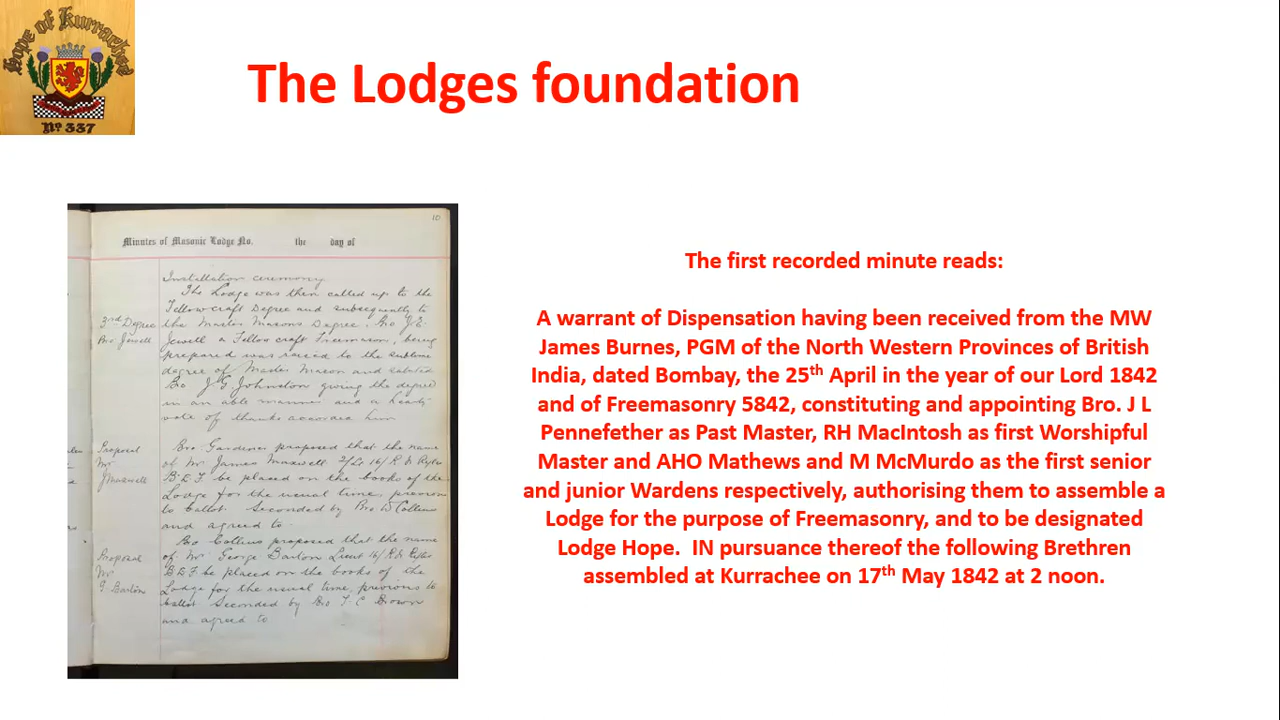 Hope of Kurrachee
No 337
The Lodges foundation
10
Minutes of Masonic Lodge No. the day of
Installation ceremony
The Lodge was then called up to the
Fellowcraft Degree and subsequently to
3rd Degree
the Master Masons Degree. Bro J.E.
Bro Jewell
Jewell a Fellow craft Freemason, being
prepared was raised to the sublime
degree of Master Mason and saluted
Bro J G Johnston giving the degree
in an able manner and a hearty
vote of thanks accorded him
Proposal
Bro Gardener proposed that the name
Mr
of Mr James Maxwell 2/Lt 16/R Ir Rifles
J Maxwell
B.E.F. be placed on the books of the
Lodge for the usual time, previous
to ballot. Seconded by Bro D Collins
and agreed to
Bro Collins proposed that the name
Proposal
of Mr George Barton Lieut 16/R Ir Rifles
Mr
B.E.F. be placed on the books of the
G Barton
Lodge for the usual time, previous to
ballot Seconded by Bro T. C Brown
and agreed to
The first recorded minute reads:
A warrant of Dispensation having been received from the MW
James Burnes, PGM of the North Western Provinces of British
India, dated Bombay, the 25th April in the year of our Lord 1842
and of Freemasonry 5842, constituting and appointing Bro. J L
Pennefether as Past Master, RH MacIntosh as first Worshipful
Master and AHO Mathews and M McMurdo as the first senior
and junior Wardens respectively, authorising them to assemble a
Lodge for the purpose of Freemasonry, and to be designated
Lodge Hope. IN pursuance thereof the following Brethren
assembled at Kurrachee on 17th May 1842 at 2 noon.